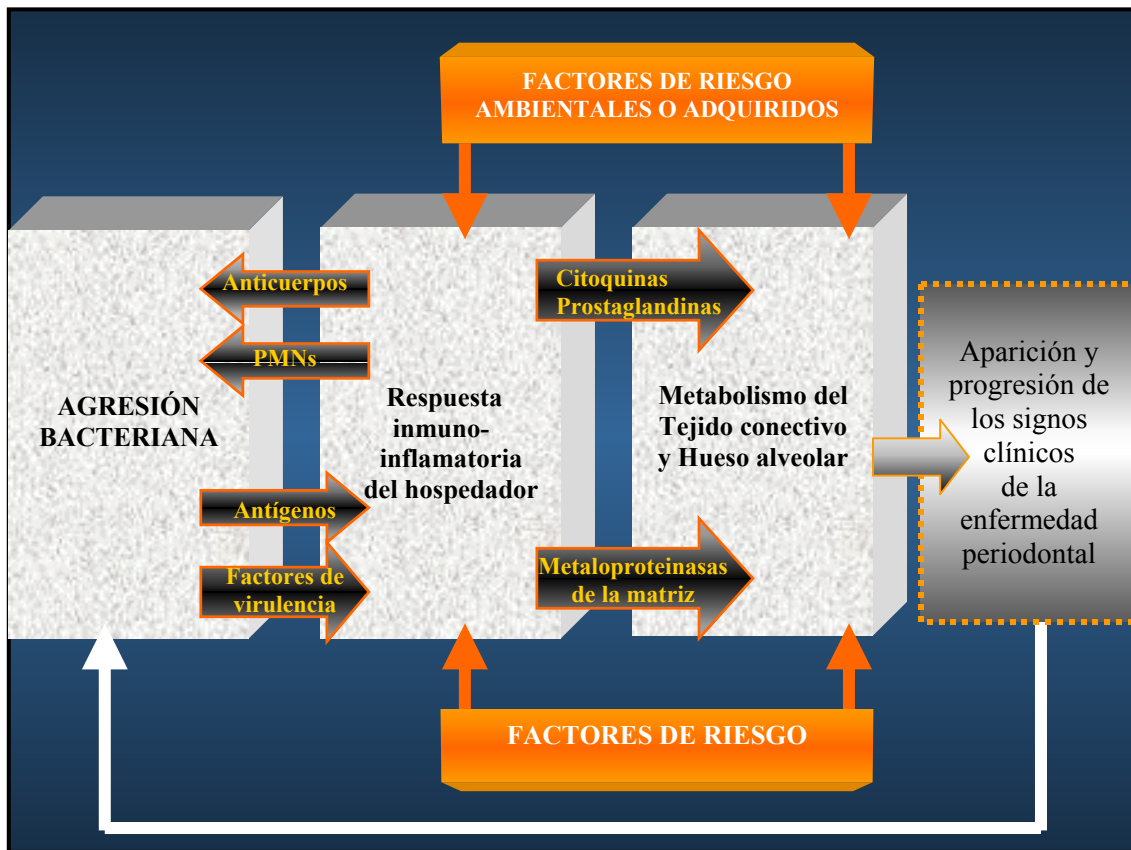 FACTORES DE RIESGO
AMBIENTALES O ADQUIRIDOS
Anticuerpos
PMNs
AGRESIÓN
BACTERIANA
Antígenos
Factores de
virulencia
Respuesta
inmuno-
inflamatoria
del hospedador
Citoquinas
Prostaglandinas
Metaloproteinasas
de la matriz
Metabolismo del
Tejido conectivo
y Hueso alveolar
Aparición y
progresión de
los signos
clínicos
de la
enfermedad
periodontal
FACTORES DE RIESGO